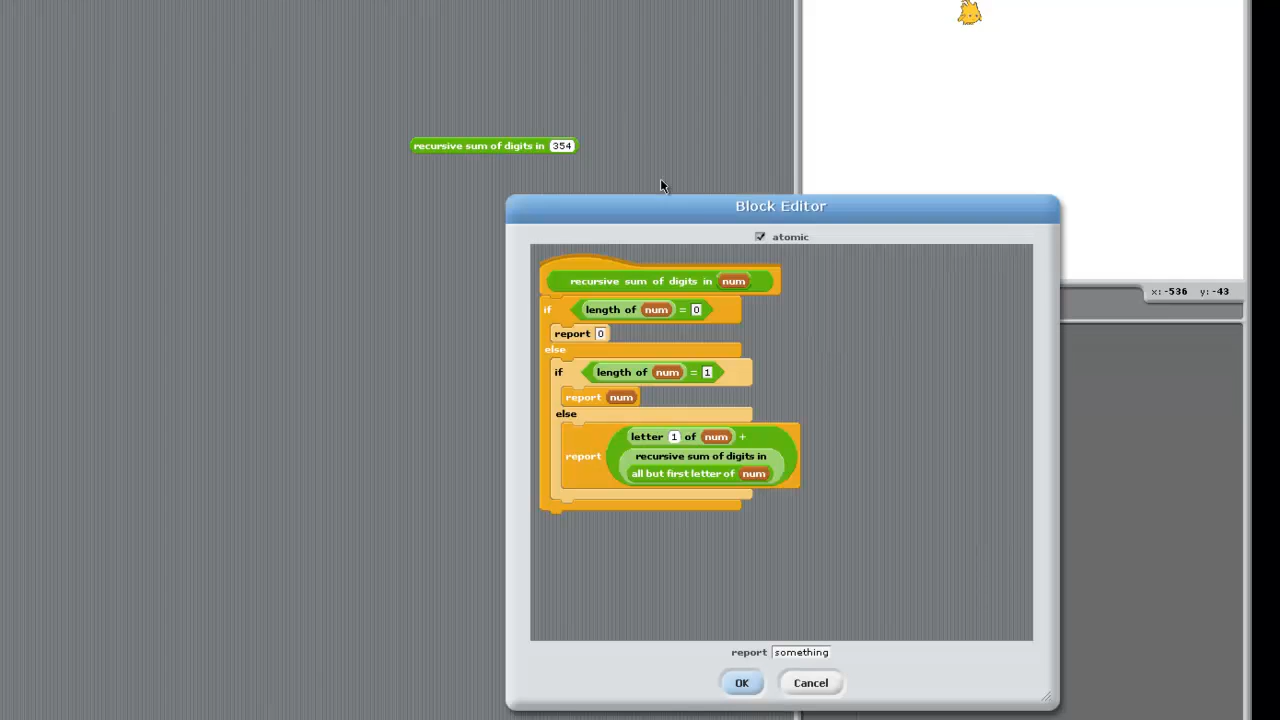 recursive sum of digits in 354
Block Editor
atomic
recursive sum of digits in num
if length of num = 0
report 0
else
if length of num = 1
report num
else
letter 1 of num +
report recursive sum of digits in
all but first letter of num
report something
OK Cancel
x: -536 y: -43